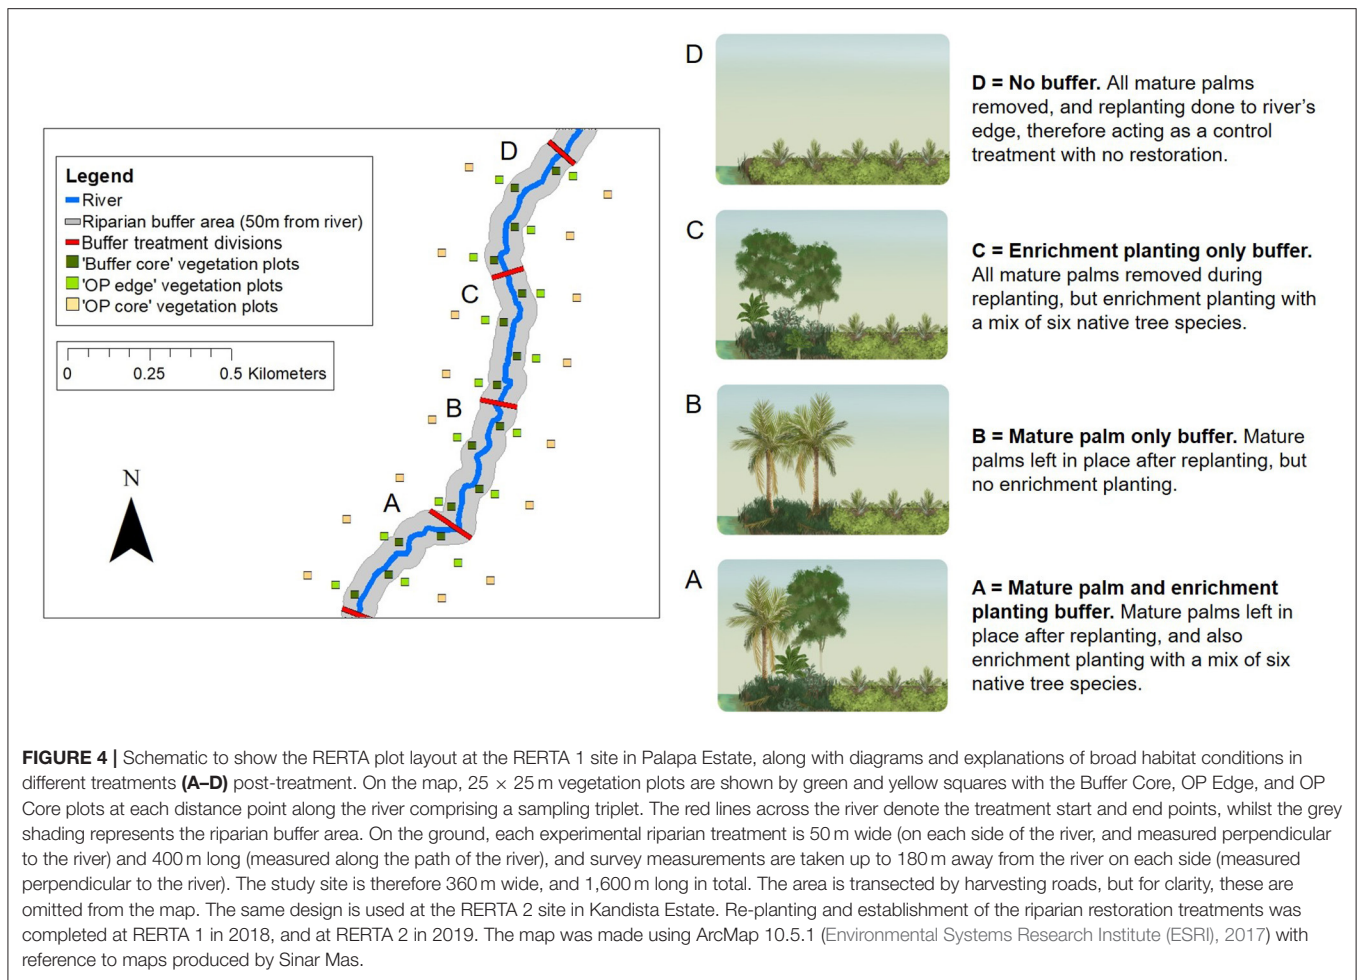 Legend
River
Riparian buffer area (50m from river)
Buffer treatment divisions
'Buffer core' vegetation plots
'OP edge' vegetation plots
'OP core' vegetation plots
0 0.25 0.5 Kilometers
N
D
C
B
A
D
D = No buffer. All mature palms
removed, and replanting done to river's
edge, therefore acting as a control
treatment with no restoration.
C
C = Enrichment planting only buffer.
All mature palms removed during
replanting, but enrichment planting with
a mix of six native tree species.
B
B = Mature palm only buffer. Mature
palms left in place after replanting, but
no enrichment planting.
A
A = Mature palm and enrichment
planting buffer. Mature palms left in
place after replanting, and also
enrichment planting with a mix of six
native tree species.
FIGURE 4 | Schematic to show the RERTA plot layout at the RERTA 1 site in Palapa Estate, along with diagrams and explanations of broad habitat conditions in
different treatments (A–D) post-treatment. On the map, 25 × 25 m vegetation plots are shown by green and yellow squares with the Buffer Core, OP Edge, and OP
Core plots at each distance point along the river comprising a sampling triplet. The red lines across the river denote the treatment start and end points, whilst the grey
shading represents the riparian buffer area. On the ground, each experimental riparian treatment is 50 m wide (on each side of the river, and measured perpendicular
to the river) and 400 m long (measured along the path of the river), and survey measurements are taken up to 180 m away from the river on each side (measured
perpendicular to the river). The study site is therefore 360 m wide, and 1,600 m long in total. The area is transected by harvesting roads, but for clarity, these are
omitted from the map. The same design is used at the RERTA 2 site in Kandista Estate. Re-planting and establishment of the riparian restoration treatments was
completed at RERTA 1 in 2018, and at RERTA 2 in 2019. The map was made using ArcMap 10.5.1 (Environmental Systems Research Institute (ESRI), 2017) with
reference to maps produced by Sinar Mas.